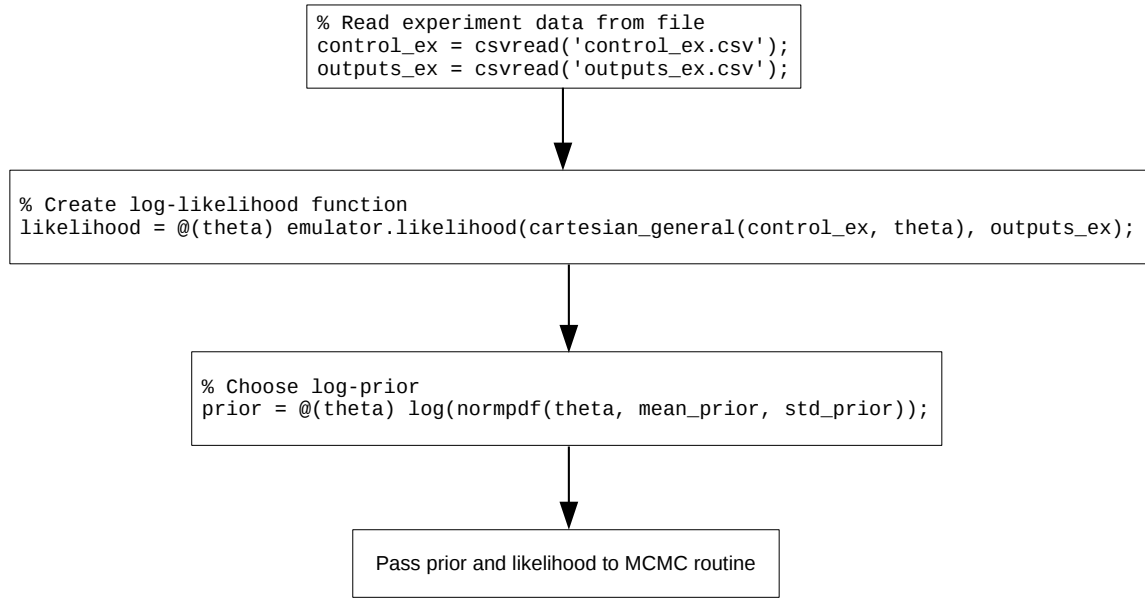 % Read experiment data from file
control_ex = csvread('control_ex.csv');
outputs_ex = csvread('outputs_ex.csv');
% Create log-likelihood function
likelihood = @(theta) emulator.likelihood(cartesian_general(control_ex, theta), outputs_ex);
% Choose log-prior
prior = @(theta) log(normpdf(theta, mean_prior, std_prior));
Pass prior and likelihood to MCMC routine